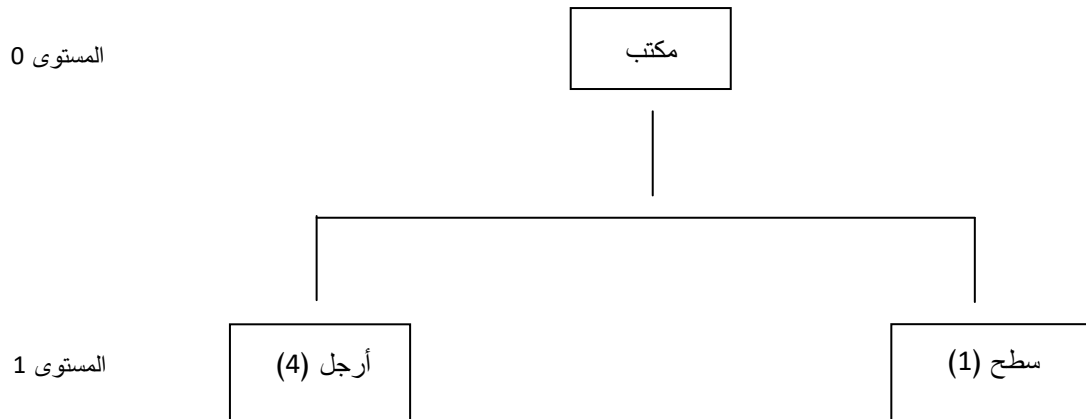 مكتب
المستوى 0
سطح (1)
أرجل (4)
المستوى 1